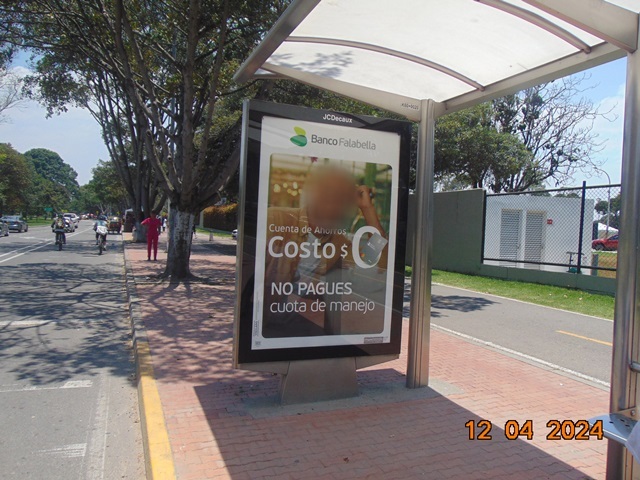 JCDecaux
Banco Falabella
Cuenta de Ahorros
Costo $0
NO PAGUES
cuota de manejo
12 04 2024